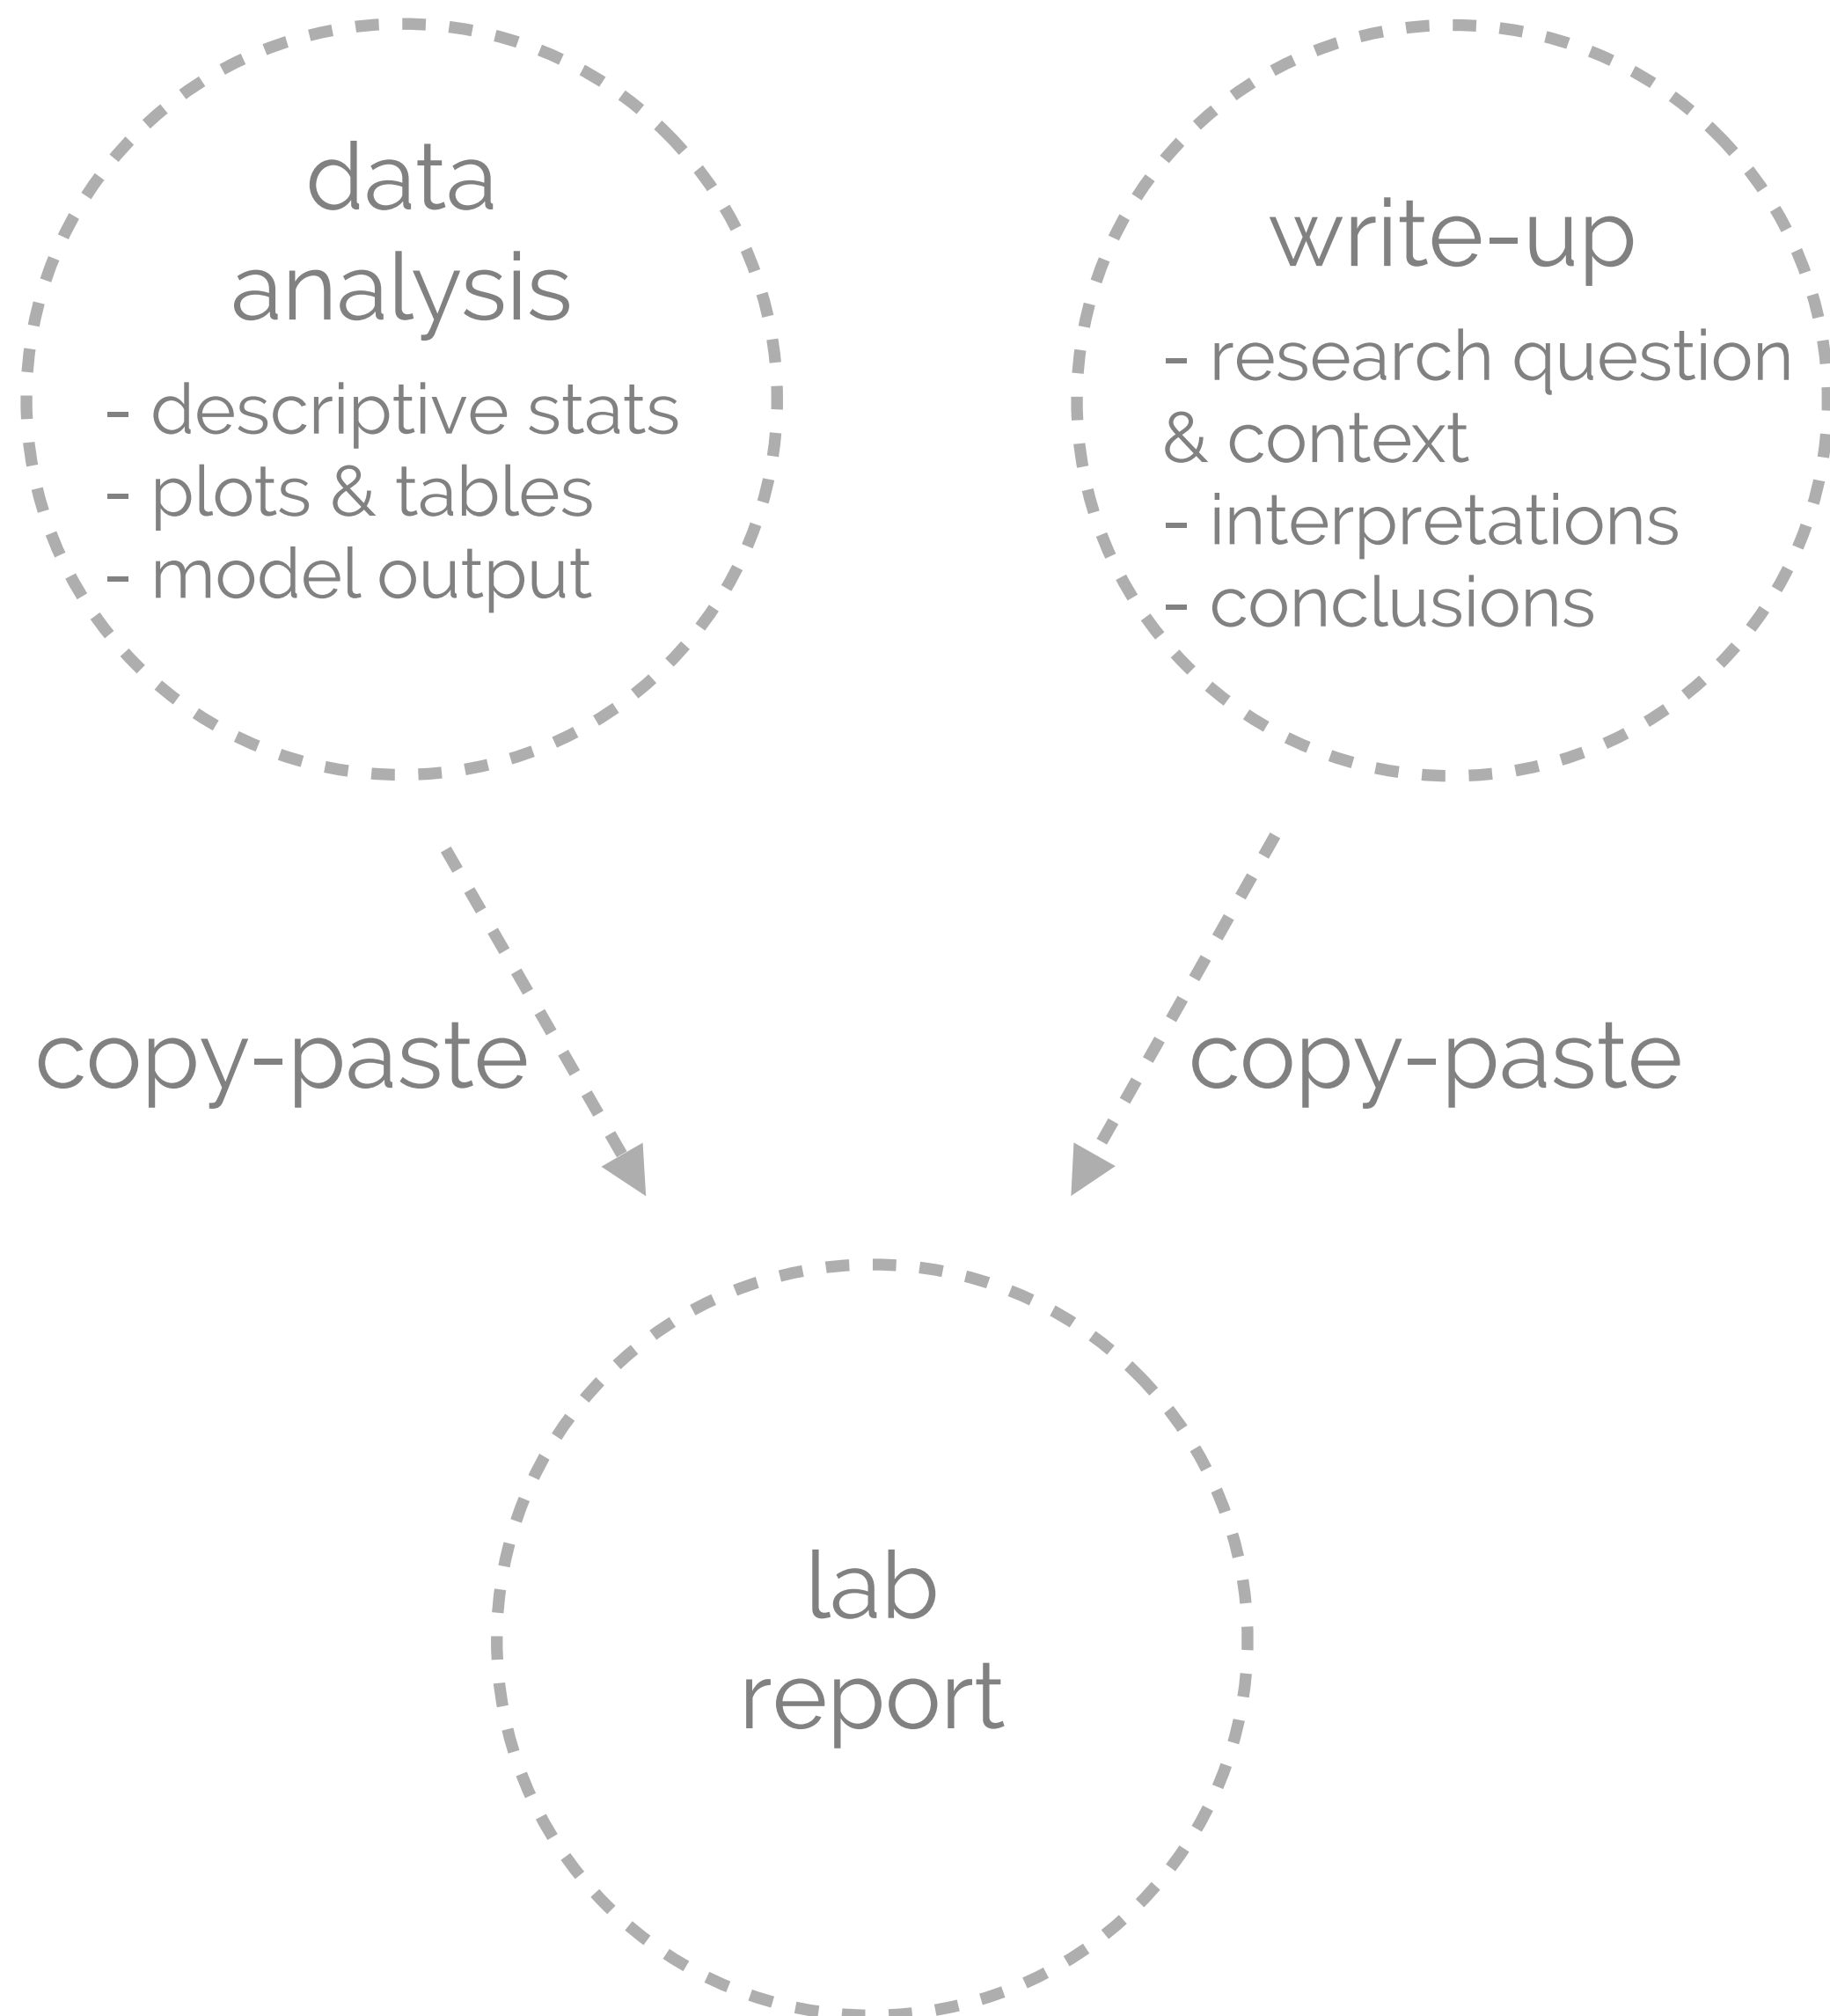 data
analysis
- descriptive stats
- plots & tables
- model output
write-up
- research question
& context
- interpretations
- conclusions
copy-paste
copy-paste
lab
report